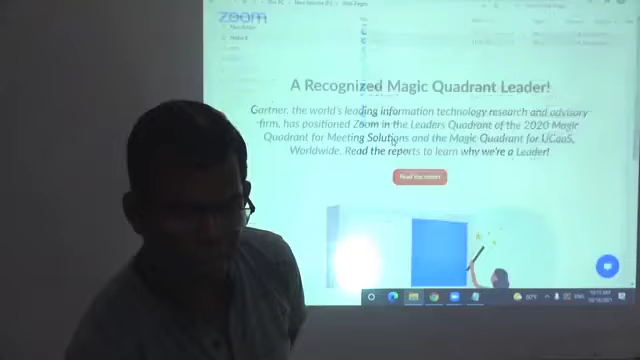 zoom
A Recognized Magic Quadrant Leader!
Gartner, the world's leading information technology research and advisory
firm, has positioned Zoom in the Leaders Quadrant of the 2020 Magic
Quadrant for Meeting Solutions and the Magic Quadrant for UCaaS,
Worldwide. Read the reports to learn why we're a Leader!
Read the report